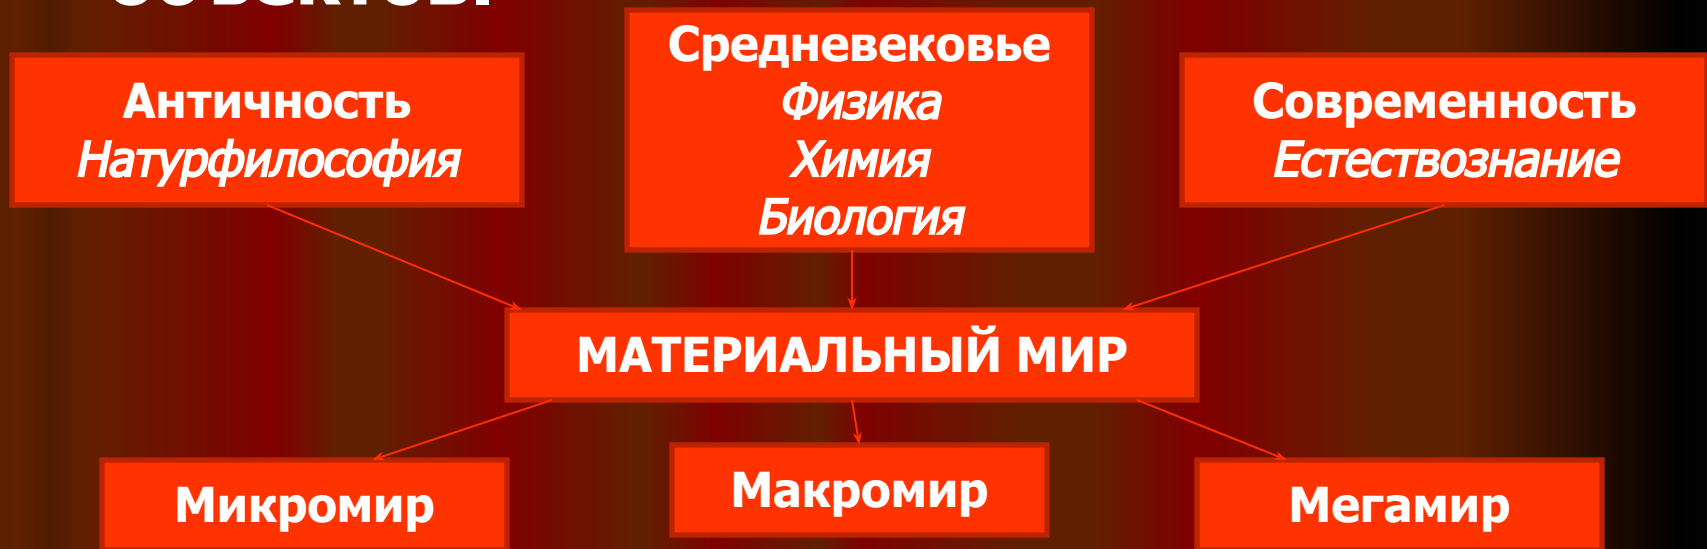 Античность
Натурфилософия
Средневековье
Физика
Химия
Биология
Современность
Естествознание
МАТЕРИАЛЬНЫЙ МИР
Микромир
Макромир
Мегамир